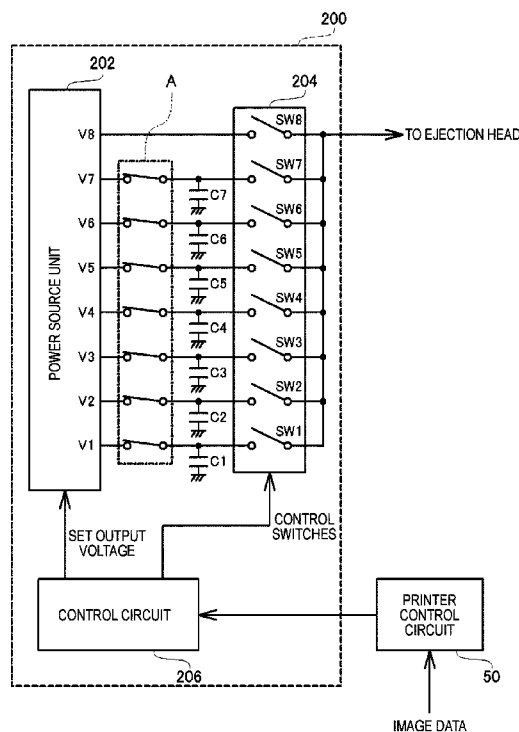 200
202
A
204
SW8
V8
TO EJECTION HEAD
SW7
V7
C7
SW6
V6
C6
SW5
V5
C5
POWER SOURCE UNIT
SW4
V4
C4
SW3
V3
C3
SW2
V2
C2
SW1
V1
C1
SET OUTPUT
VOLTAGE
CONTROL
SWITCHES
CONTROL CIRCUIT
PRINTER
CONTROL
CIRCUIT
206
50
IMAGE DATA